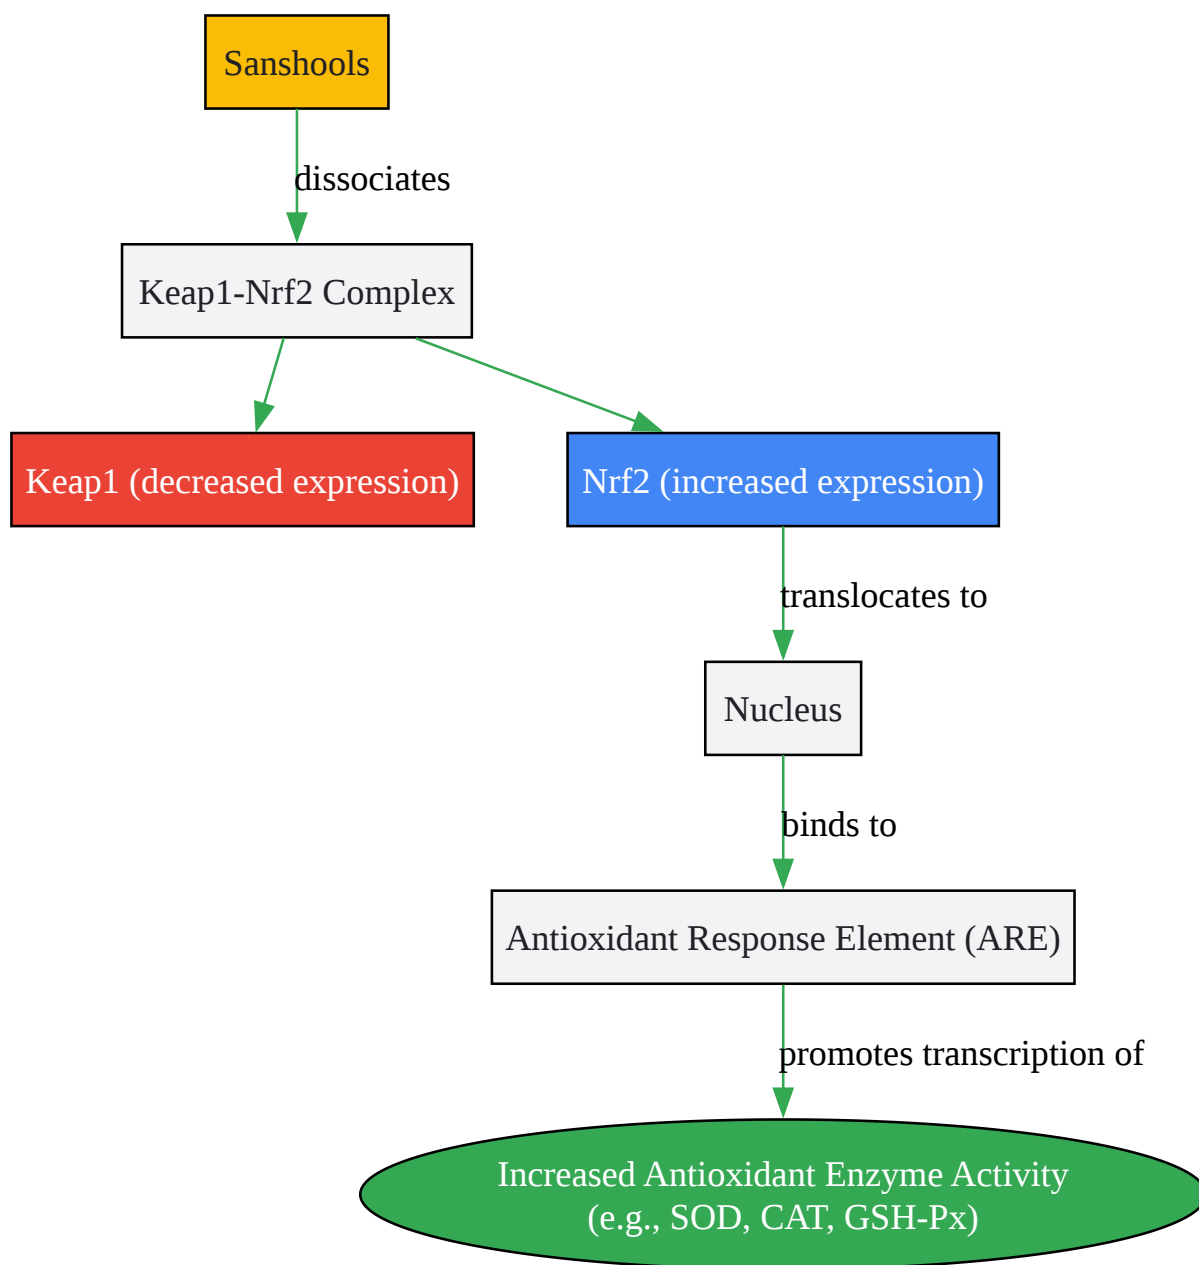 Sanshools
dissociates
Keap1-Nrf2 Complex
Keap1 (decreased expression)
Nrf2 (increased expression)
translocates to
Nucleus
binds to
Antioxidant Response Element (ARE)
promotes transcription of
Increased Antioxidant Enzyme Activity
(e.g., SOD, CAT, GSH-Px)